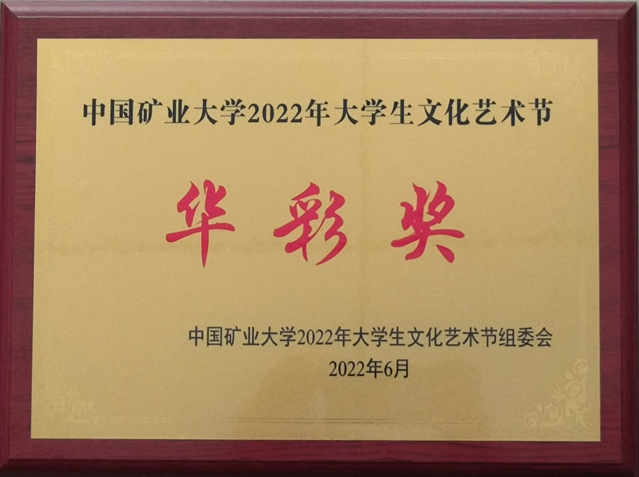 中国矿业大学2022年大学生文化艺术节
华彩奖
中国矿业大学2022年大学生文化艺术节组委会
2022年6月